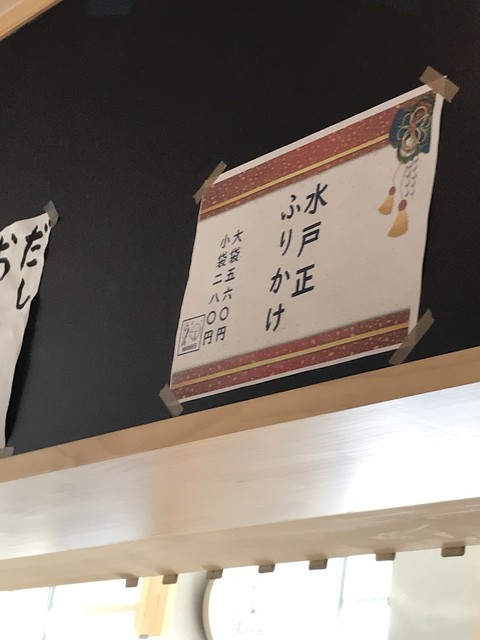 水戸正
ふりかけ
大袋五六〇円
小袋二八〇円
だし
お